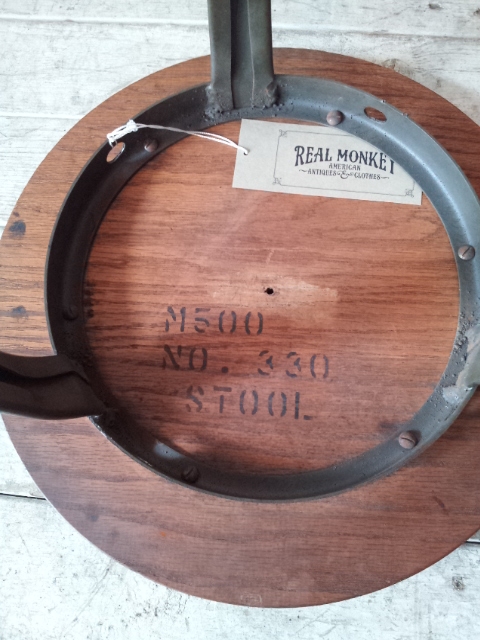 REAL MONKEY
AMERICAN
ANTIQUES & CLOTHES
M500
NO. 330
STOOL